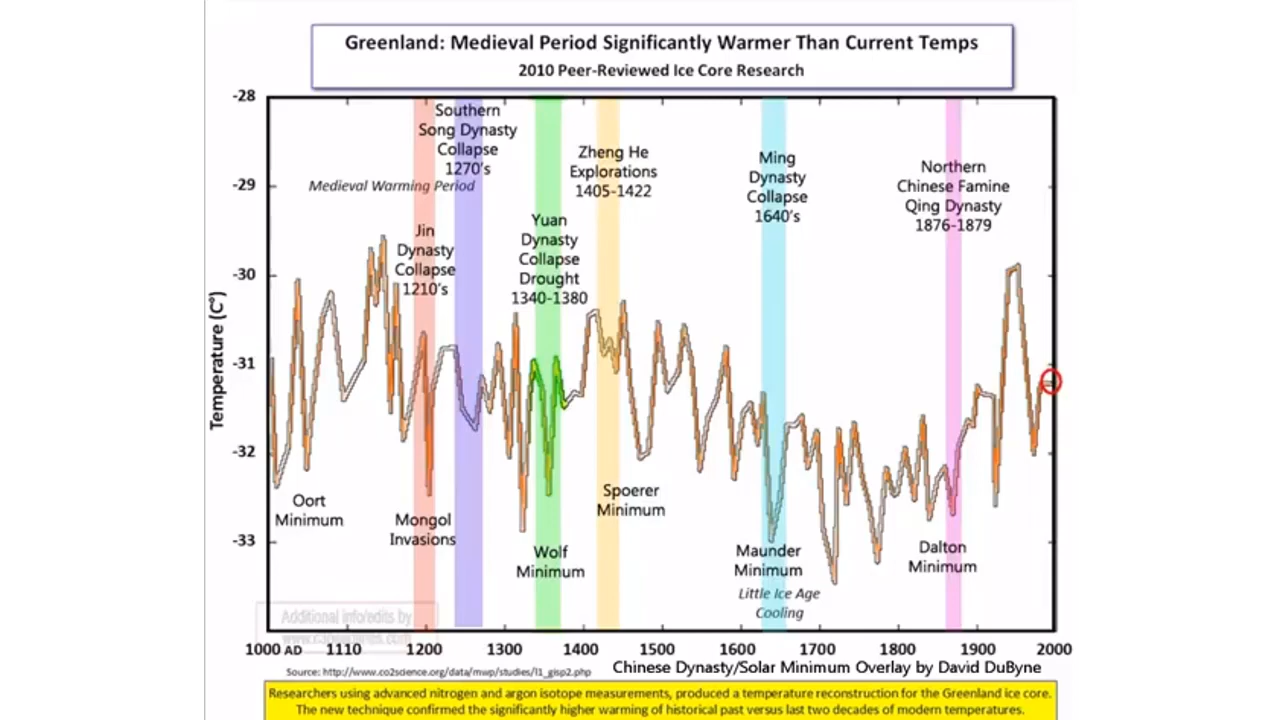 Greenland: Medieval Period Significantly Warmer Than Current Temps
2010 Peer-Reviewed Ice Core Research
Temperature (C°)
-28
-29
-30
-31
-32
-33
Southern
Song Dynasty
Collapse
1270's
Medieval Warming Period
Jin
Dynasty
Collapse
1210's
Yuan
Dynasty
Collapse
Drought
1340-1380
Zheng He
Explorations
1405-1422
Ming
Dynasty
Collapse
1640's
Northern
Chinese Famine
Qing Dynasty
1876-1879
Oort
Minimum
Mongol
Invasions
Wolf
Minimum
Spoerer
Minimum
Maunder
Minimum
Little Ice Age
Cooling
Dalton
Minimum
Additional info/edits by
1000 AD 1110 1200 1300 1400 1500 1600 1700 1800 1900 2000
Source: http://www.co2science.org/data/mwp/studies/l1_gisp2.php
Chinese Dynasty/Solar Minimum Overlay by David DuByne
Researchers using advanced nitrogen and argon isotope measurements, produced a temperature reconstruction for the Greenland ice core.
The new technique confirmed the significantly higher warming of historical past versus last two decades of modern temperatures.